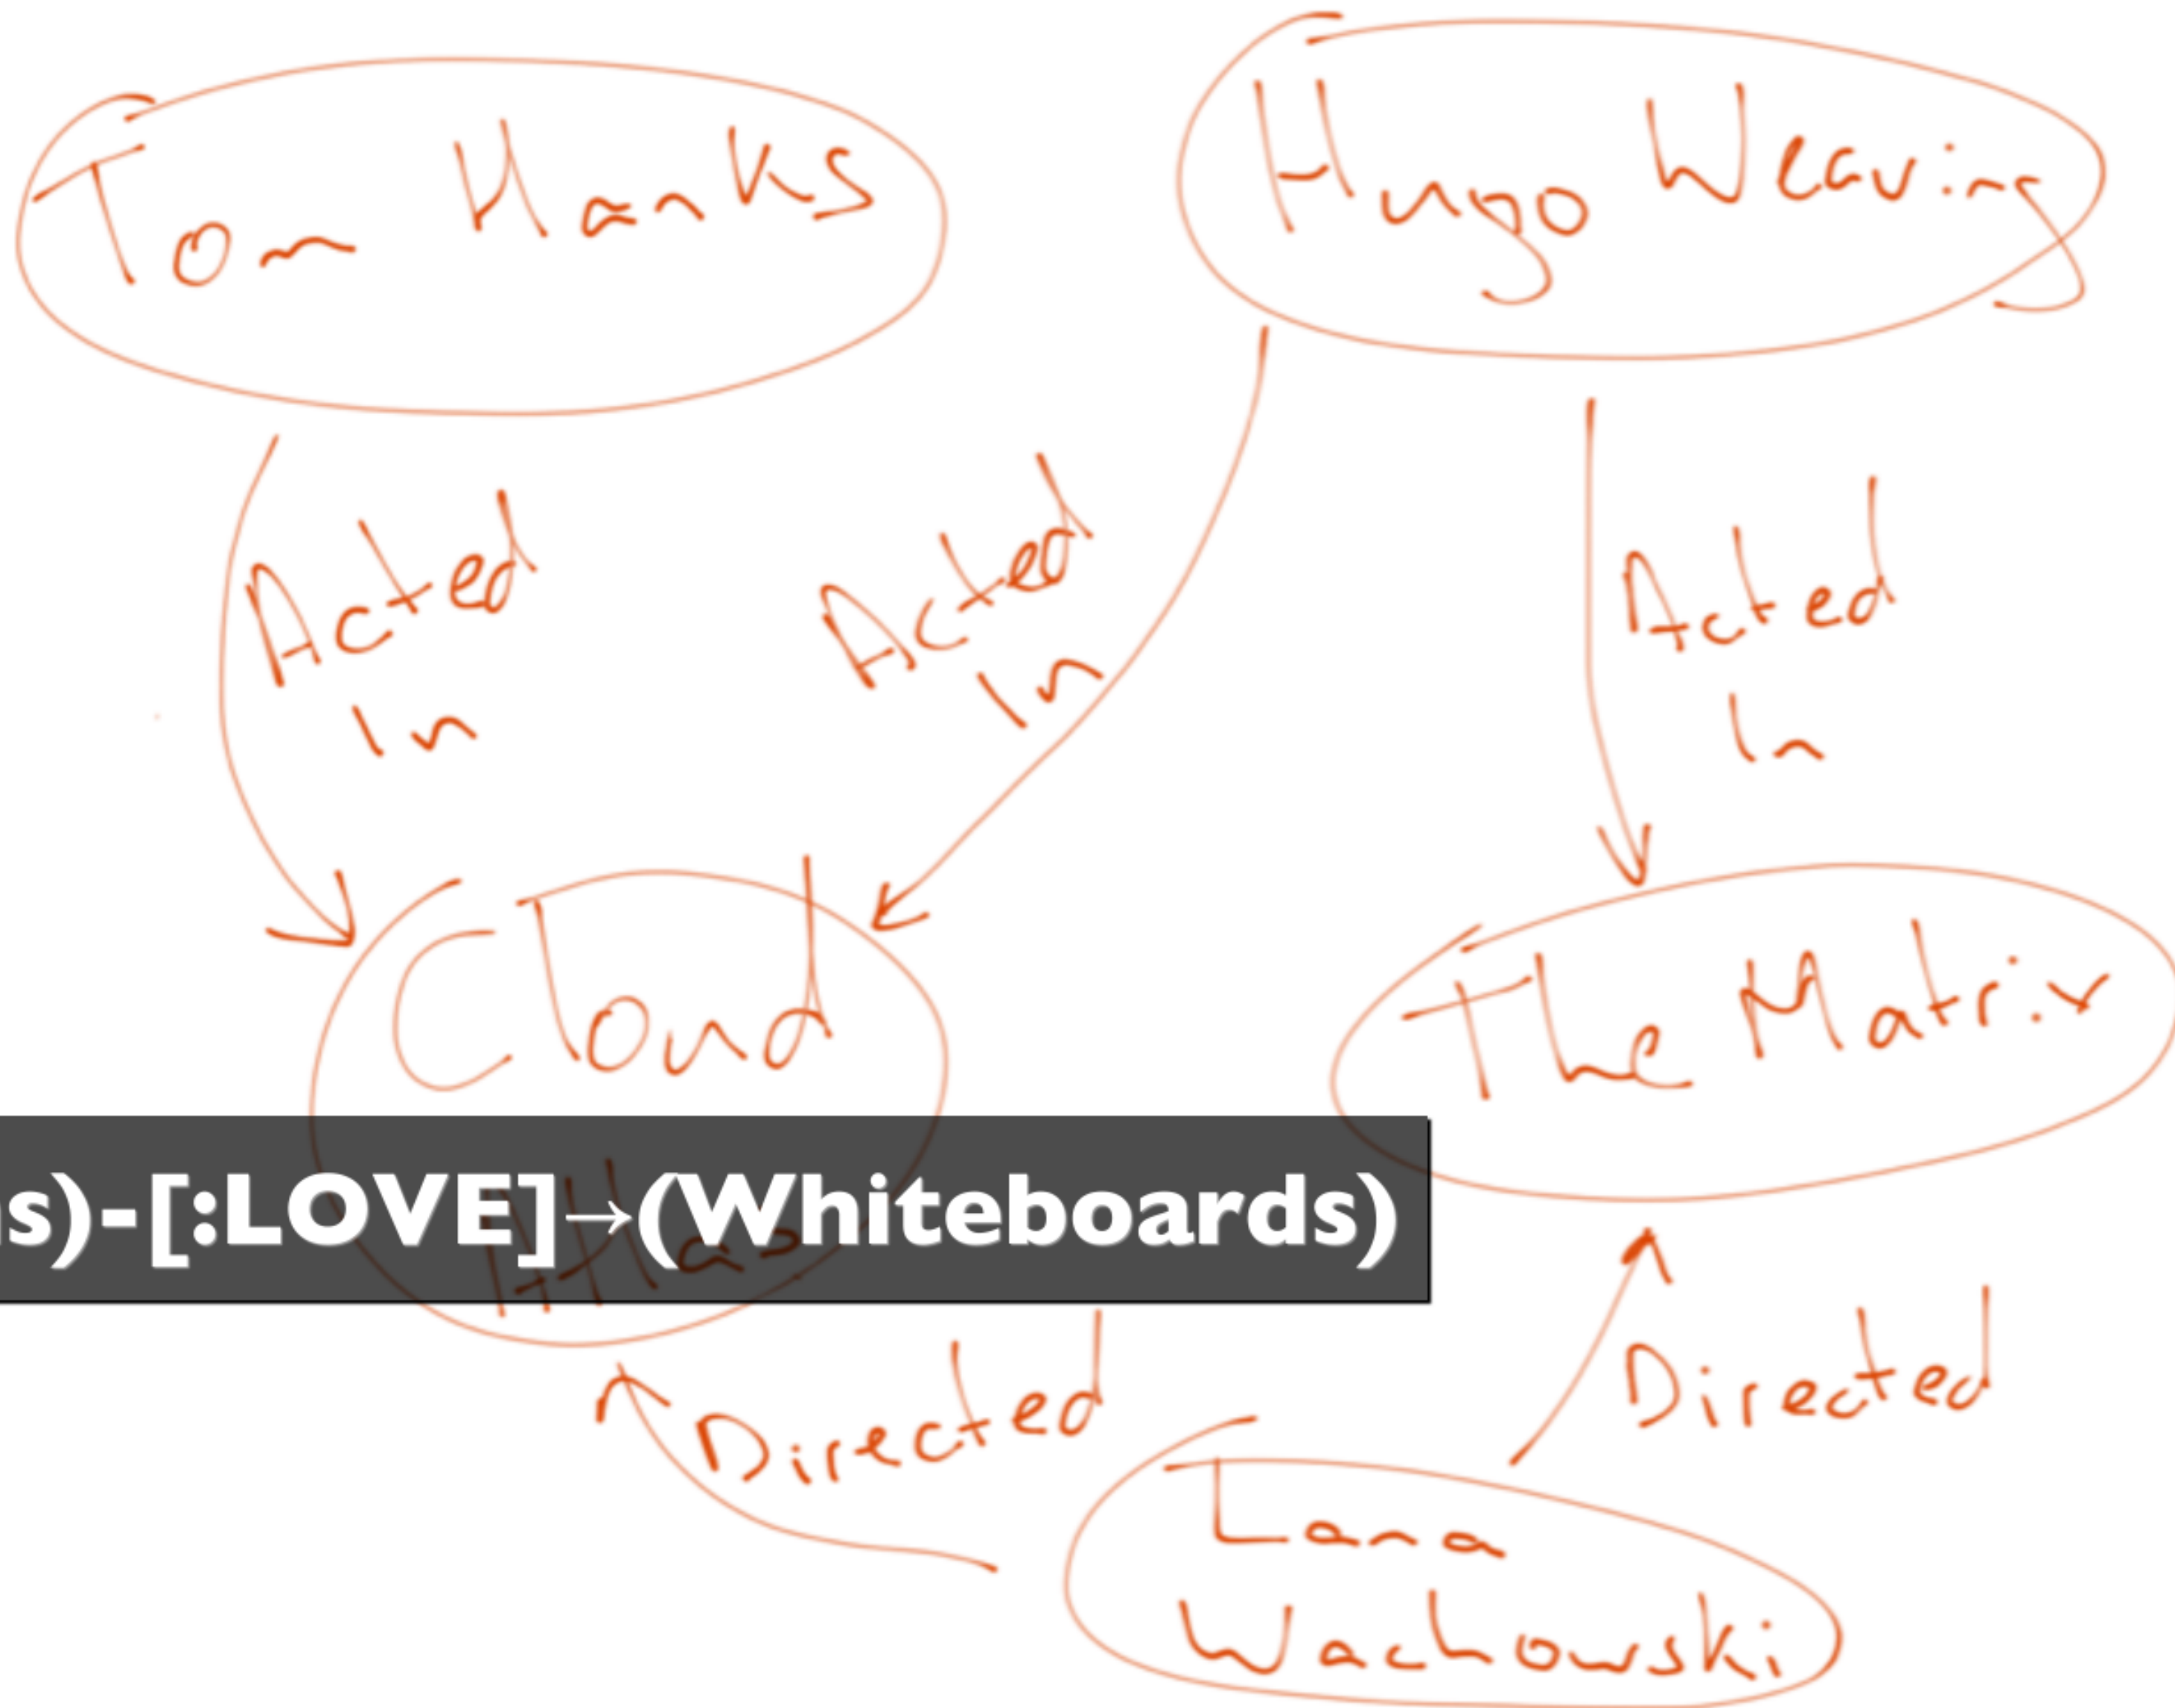 Tom Hanks
Hugo Weaving
Acted
In
Acted
In
Acted
In
Cloud
The Matrix
s)-[:LOVE]→(Whiteboards)
Directed
Directed
Lana
Wachowski